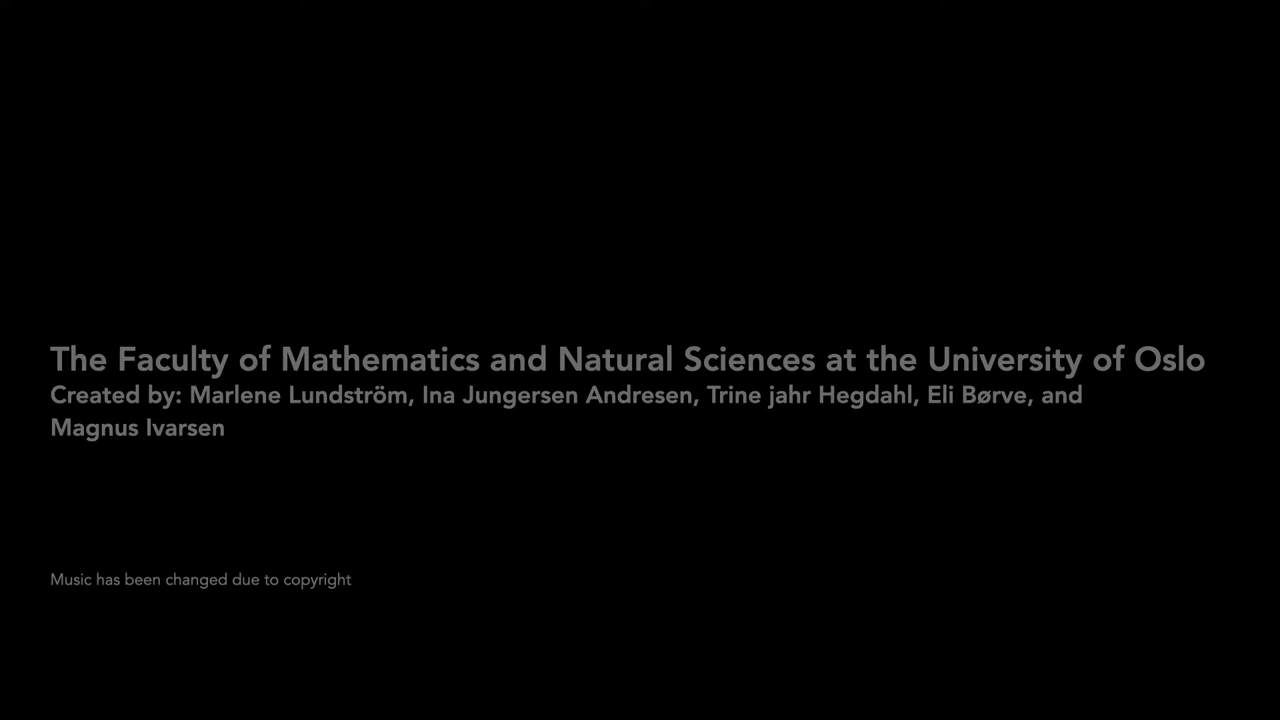 The Faculty of Mathematics and Natural Sciences at the University of Oslo
Created by: Marlene Lundström, Ina Jungersen Andresen, Trine jahr Hegdahl, Eli Børve, and
Magnus Ivarsen
Music has been changed due to copyright